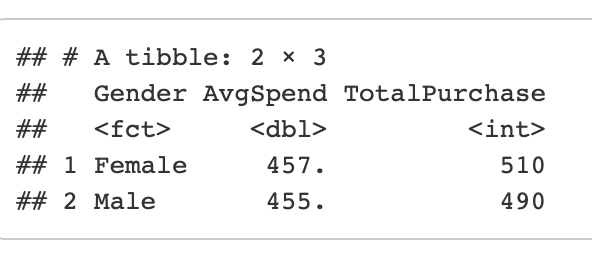 ## # A tibble: 2 × 3
##   Gender AvgSpend TotalPurchase
##   <fct>     <dbl>         <int>
## 1 Female     457.           510
## 2 Male       455.           490